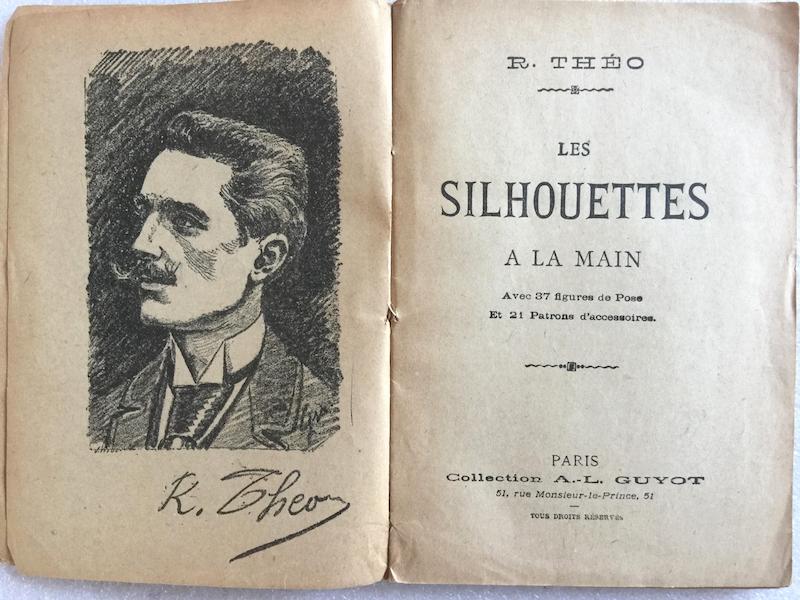 R. Theo
R. THÉO
LES
SILHOUETTES
A LA MAIN
Avec 37 figures de Pose
Et 21 Patrons d'accessoires.
PARIS
Collection A.-L. GUYOT
51, rue Monsieur-le-Prince, 51
TOUS DROITS RÉSERVÉS